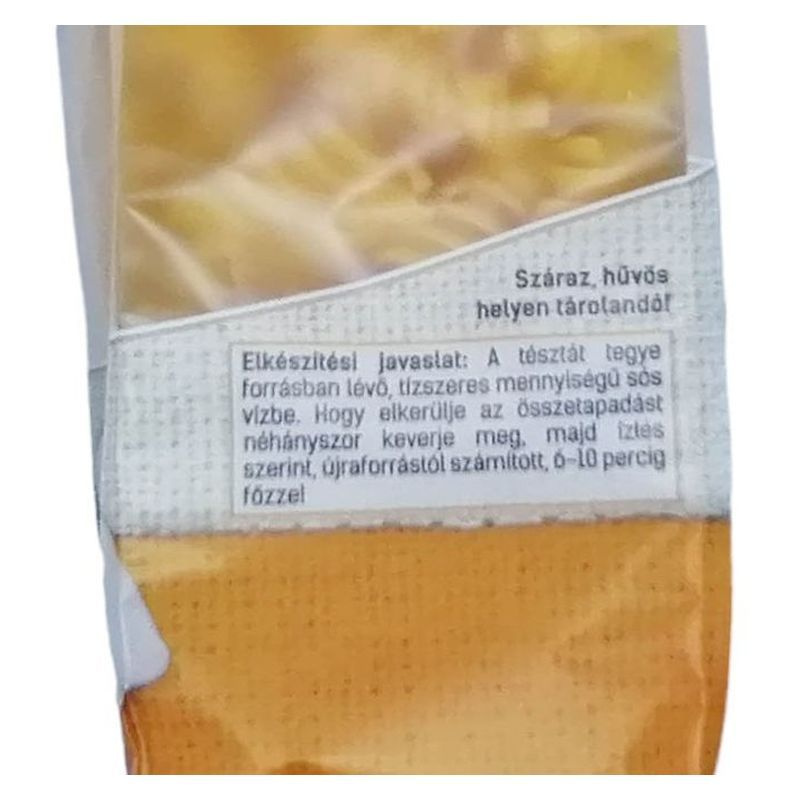 Száraz, hűvös
helyen tárolandó!
Elkészítési javaslat: A tésztát tegye
forrásban lévő, tízszeres mennyiségű sós
vízbe. Hogy elkerülje az összetapadást
néhányszor keverje meg, majd ízlés
szerint, újraforrástól számított, 6-10 percig
főzze!